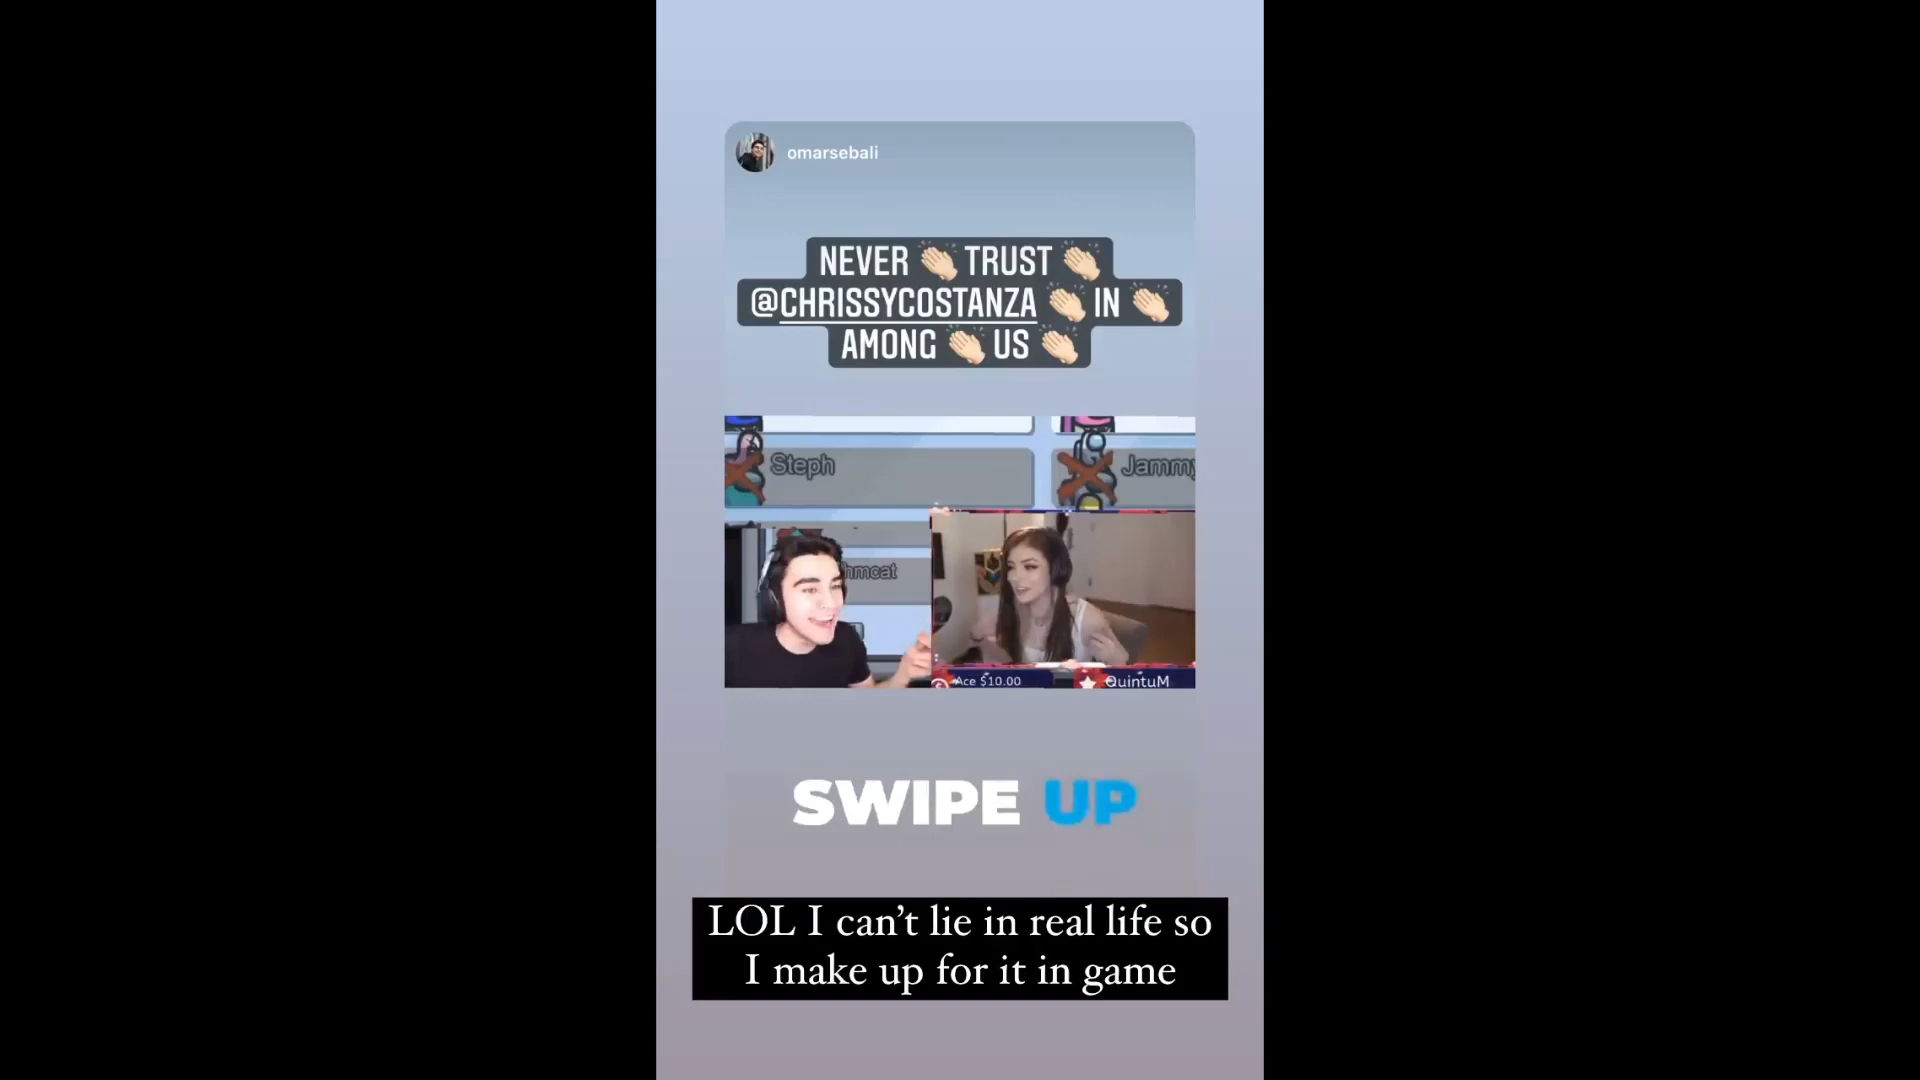 omarsebali
NEVER 👏🏻 TRUST 👏🏻
@CHRISSYCOSTANZA 👏🏻 IN 👏🏻
AMONG 👏🏻 US 👏🏻
Steph
Jammy
hmcat
Ace $10.00
QuintuM
SWIPE UP
LOL I can't lie in real life so
I make up for it in game